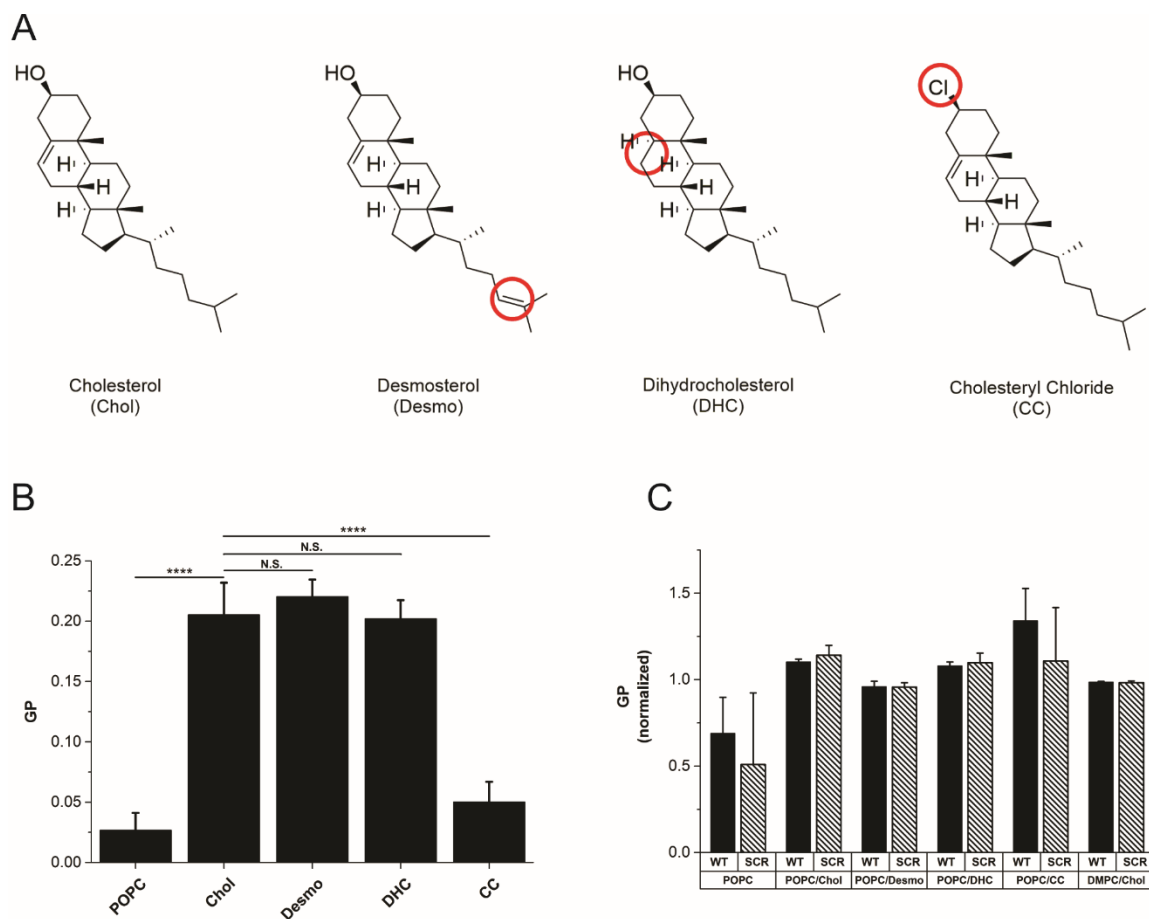 A
HO
HO
HO
Cl
H
H
H
H
H
H
H
H
H
H
H
H
H
Cholesterol
(Chol)
Desmosterol
(Desmo)
Dihydrocholesterol
(DHC)
Cholesteryl Chloride
(CC)
B
****
N.S.
N.S.
****
GP
0.25
0.20
0.15
0.10
0.05
0.00
POPC
Chol
Desmo
DHC
CC
C
GP
(normalized)
1.5
1.0
0.5
0.0
WT SCR WT SCR WT SCR WT SCR WT SCR WT SCR
POPC POPC/Chol POPC/Desmo POPC/DHC POPC/CC DMPC/Chol